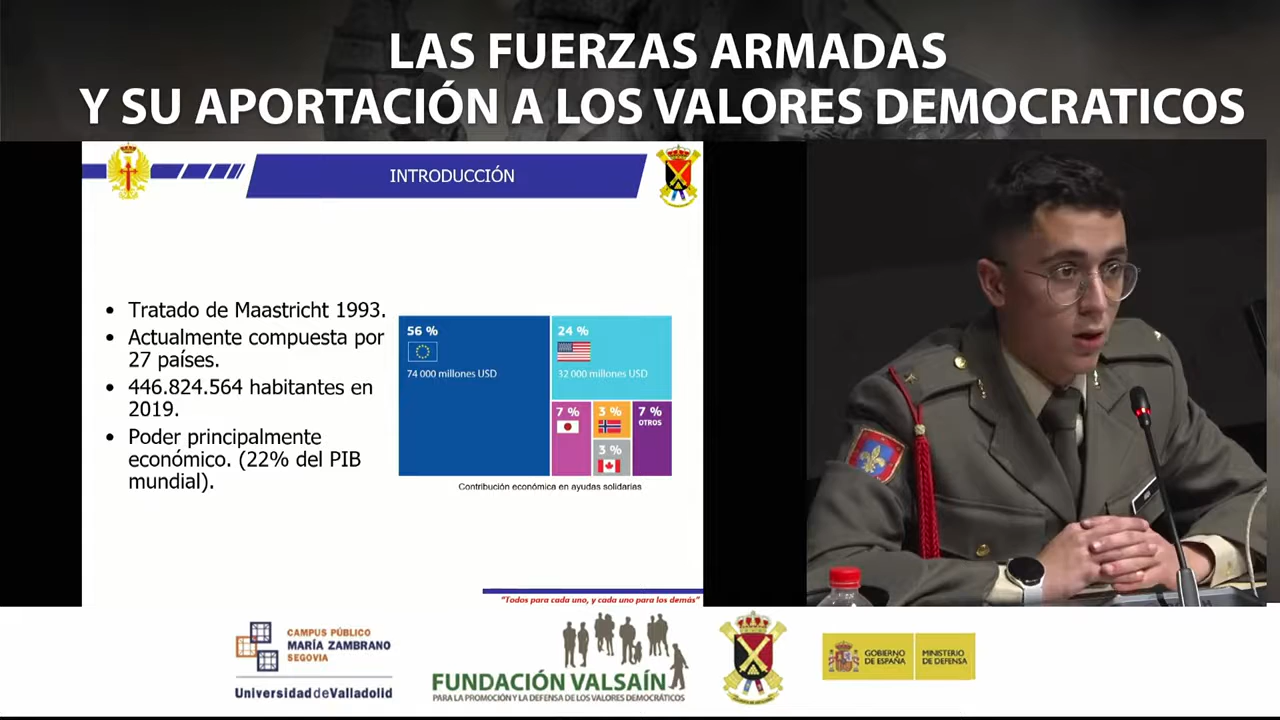 LAS FUERZAS ARMADAS
Y SU APORTACIÓN A LOS VALORES DEMOCRATICOS
INTRODUCCIÓN
• Tratado de Maastricht 1993.
• Actualmente compuesta por
27 países.
• 446.824.564 habitantes en
2019.
• Poder principalmente
económico. (22% del PIB
mundial).
56 %
74 000 millones USD
24 %
32 000 millones USD
7 %
3 %
3 %
7 %
OTROS
Contribución económica en ayudas solidarias
"Todos para cada uno, y cada uno para los demás"
CAMPUS PÚBLICO
MARÍA ZAMBRANO
SEGOVIA
UniversidaddeValladolid
FUNDACIÓN VALSAÍN
PARA LA PROMOCIÓN Y LA DEFENSA DE LOS VALORES DEMOCRÁTICOS
GOBIERNO
DE ESPAÑA
MINISTERIO
DE DEFENSA